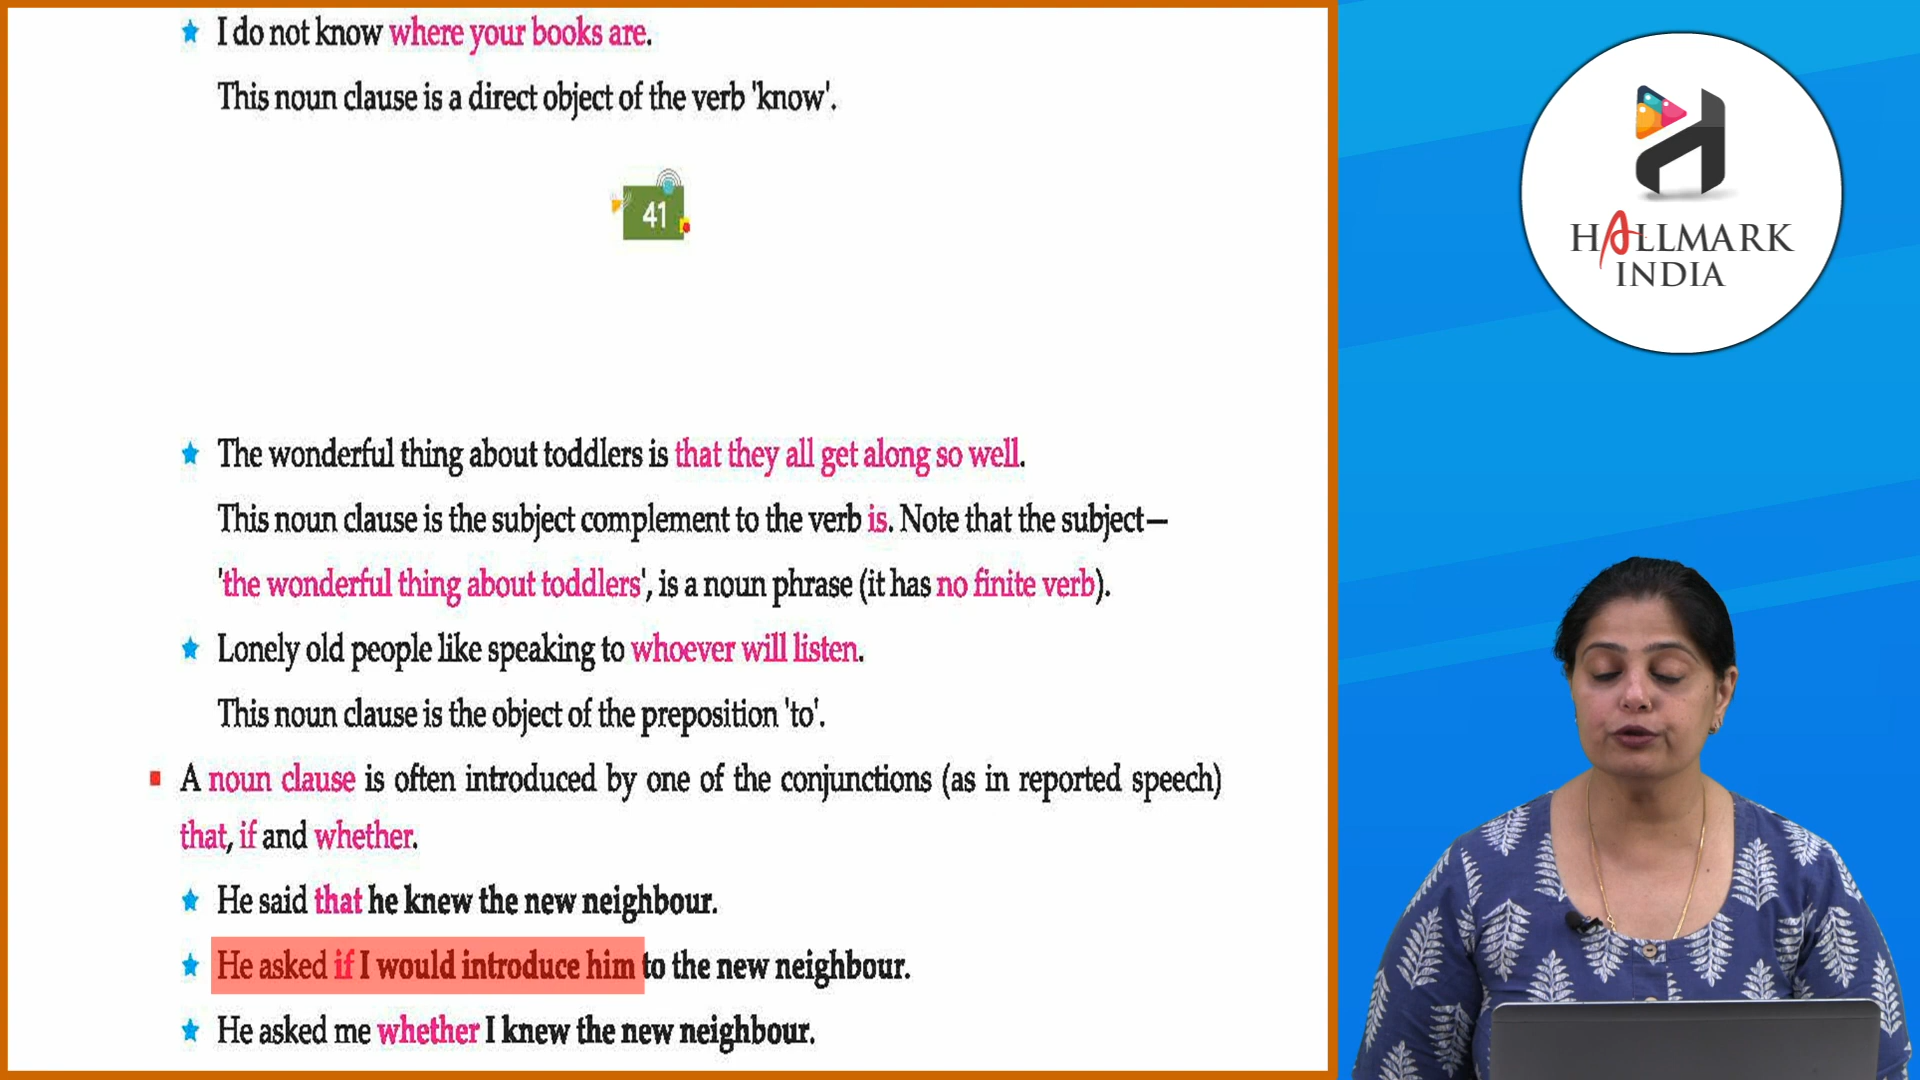 I do not know where your books are.
This noun clause is a direct object of the verb 'know'.
41
The wonderful thing about toddlers is that they all get along so well.
This noun clause is the subject complement to the verb is. Note that the subject—
'the wonderful thing about toddlers', is a noun phrase (it has no finite verb).
Lonely old people like speaking to whoever will listen.
This noun clause is the object of the preposition 'to'.
A noun clause is often introduced by one of the conjunctions (as in reported speech)
that, if and whether.
He said that he knew the new neighbour.
He asked if I would introduce him to the new neighbour.
He asked me whether I knew the new neighbour.
HALLMARK
INDIA